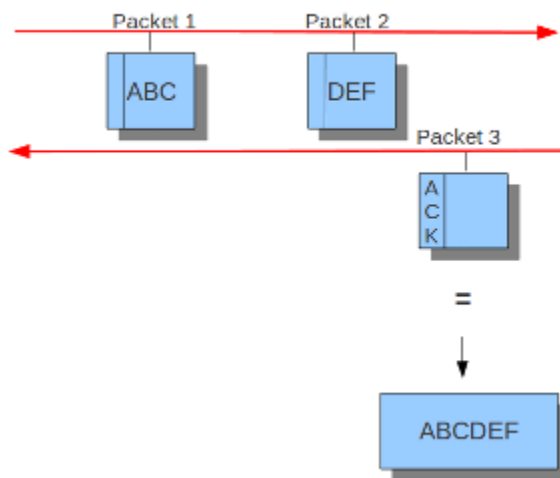 Packet 1 Packet 2
ABC DEF
Packet 3
A
C
K
=
ABCDEF